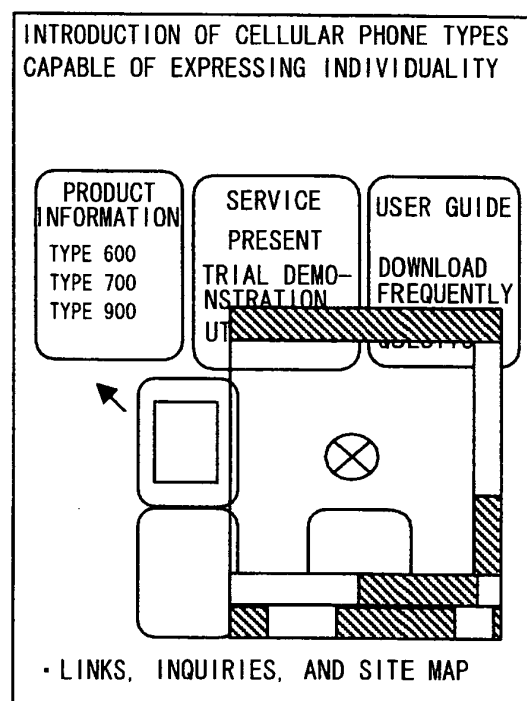 INTRODUCTION OF CELLULAR PHONE TYPES
CAPABLE OF EXPRESSING INDIVIDUALITY
PRODUCT
INFORMATION
TYPE 600
TYPE 700
TYPE 900
SERVICE
PRESENT
TRIAL DEMO-
NSTRATION
USER GUIDE
DOWNLOAD
FREQUENTLY
· LINKS, INQUIRIES, AND SITE MAP